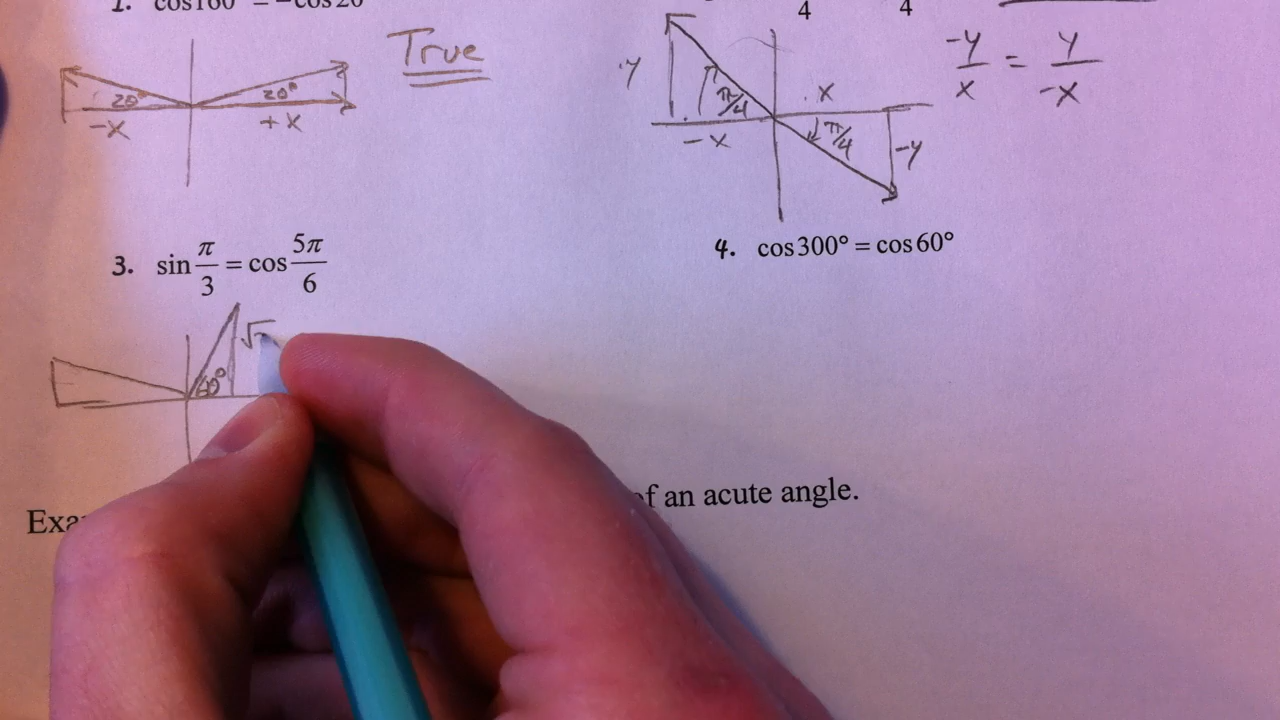 1. cos160° = -cos20°
4 4
True
20° 20°
-x +x
y π/4 x π/4
-x -y
-y/x = y/-x
3. sin π/3 = cos 5π/6
4. cos 300° = cos 60°
60° √
Exa
of an acute angle.